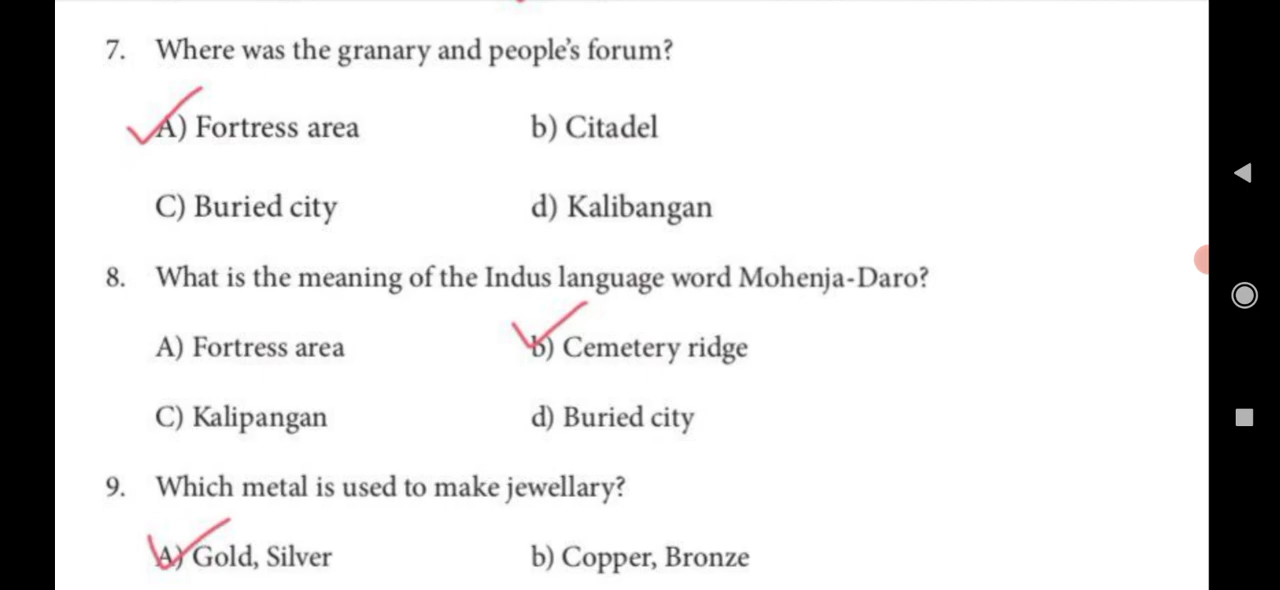 7. Where was the granary and people's forum?
A) Fortress area b) Citadel
C) Buried city d) Kalibangan
8. What is the meaning of the Indus language word Mohenja-Daro?
A) Fortress area b) Cemetery ridge
C) Kalipangan d) Buried city
9. Which metal is used to make jewellary?
A) Gold, Silver b) Copper, Bronze